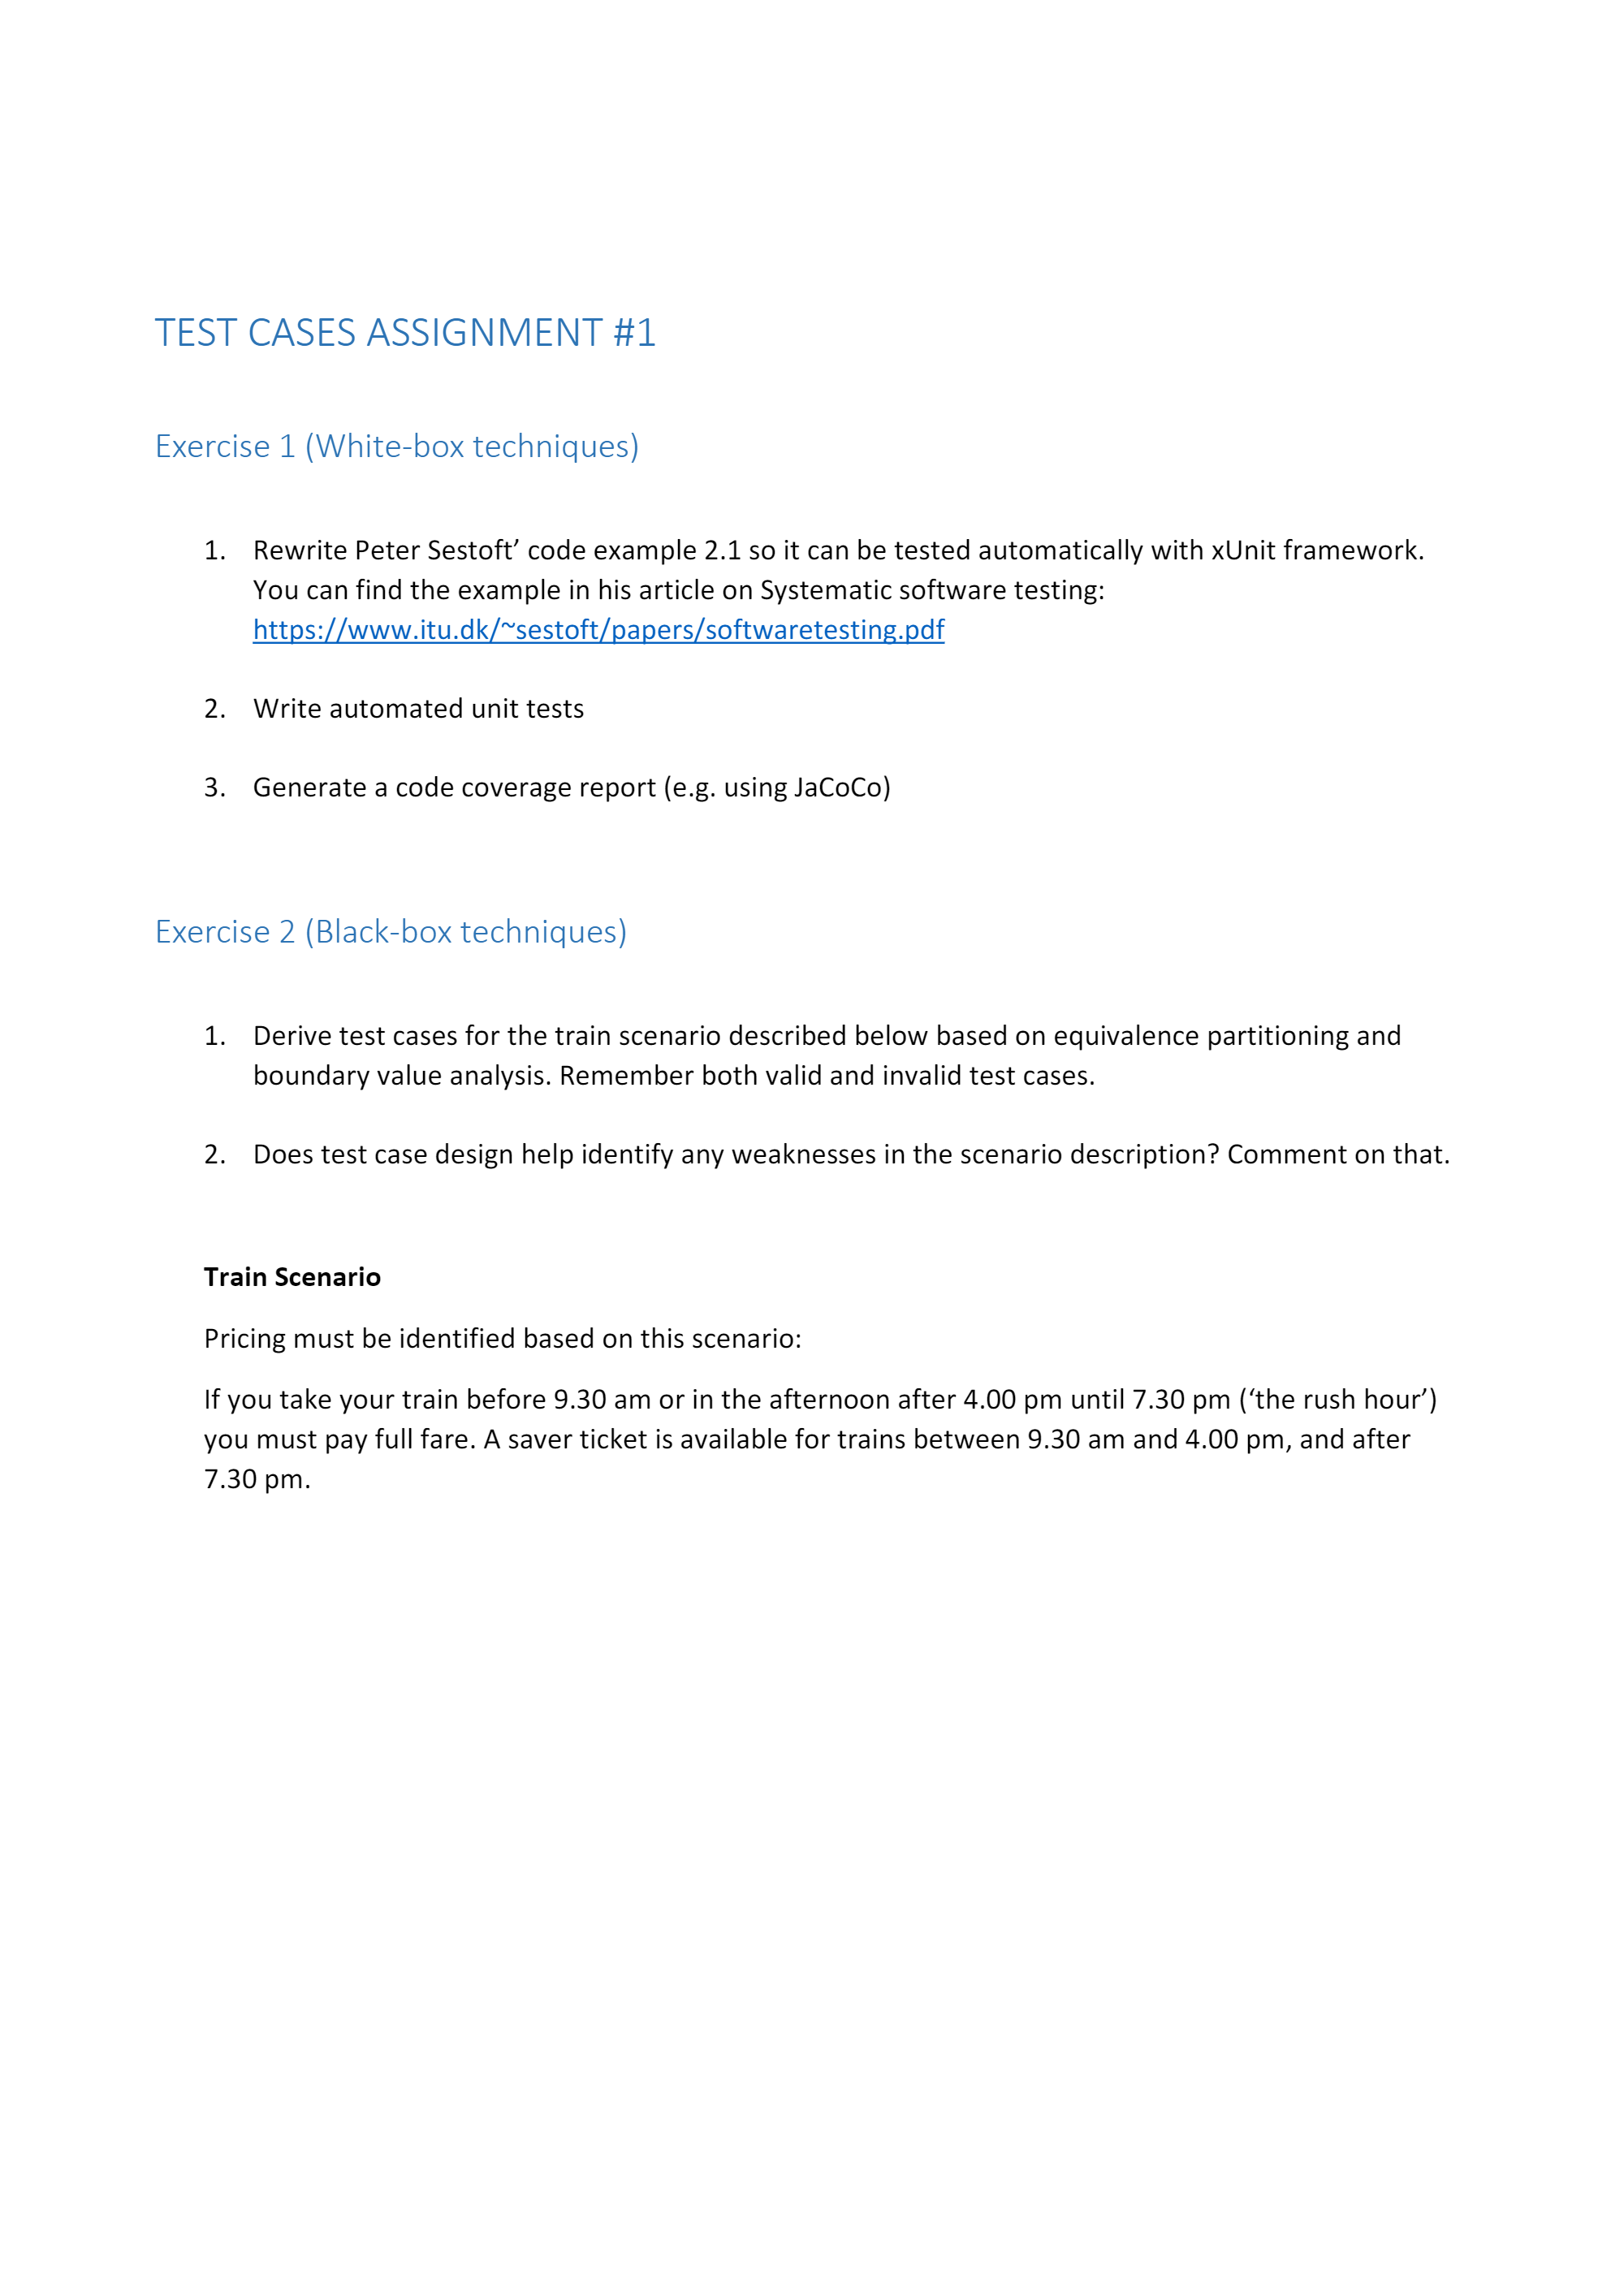 TEST CASES ASSIGNMENT #1
Exercise 1 (White-box techniques)
1. Rewrite Peter Sestoft’ code example 2.1 so it can be tested automatically with xUnit framework.
You can find the example in his article on Systematic software testing:
https://www.itu.dk/~sestoft/papers/softwaretesting.pdf
2. Write automated unit tests
3. Generate a code coverage report (e.g. using JaCoCo)
Exercise 2 (Black-box techniques)
1. Derive test cases for the train scenario described below based on equivalence partitioning and
boundary value analysis. Remember both valid and invalid test cases.
2. Does test case design help identify any weaknesses in the scenario description? Comment on that.
Train Scenario
Pricing must be identified based on this scenario:
If you take your train before 9.30 am or in the afternoon after 4.00 pm until 7.30 pm (‘the rush hour’)
you must pay full fare. A saver ticket is available for trains between 9.30 am and 4.00 pm, and after
7.30 pm.